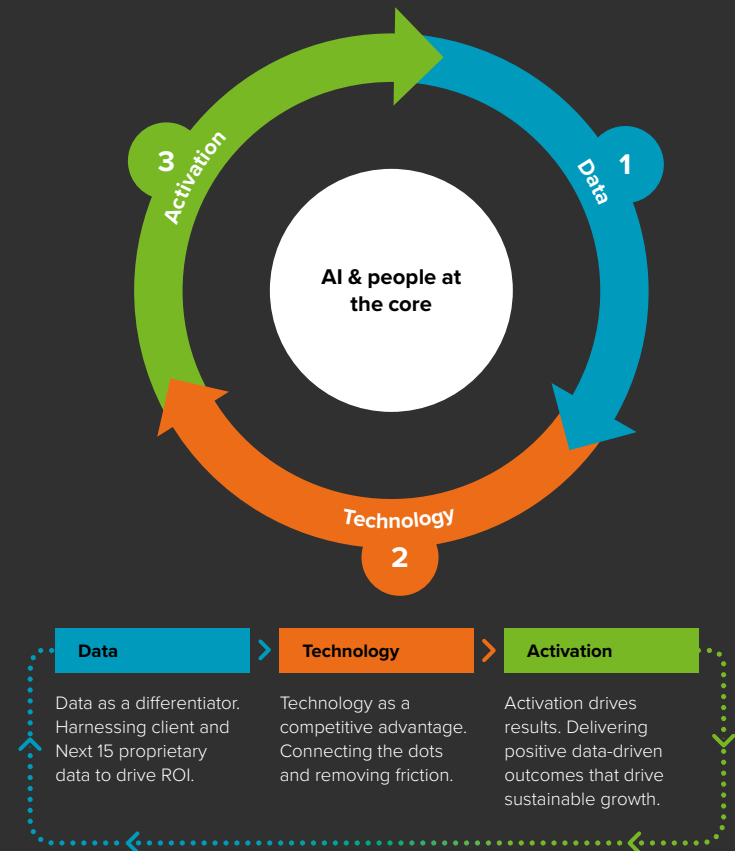 3
Activation
1
Data
AI & people at
the core
Technology
2
Data
Technology
Activation
Data as a differentiator.
Harnessing client and
Next 15 proprietary
data to drive ROI.
Technology as a
competitive advantage.
Connecting the dots
and removing friction.
Activation drives
results. Delivering
positive data-driven
outcomes that drive
sustainable growth.